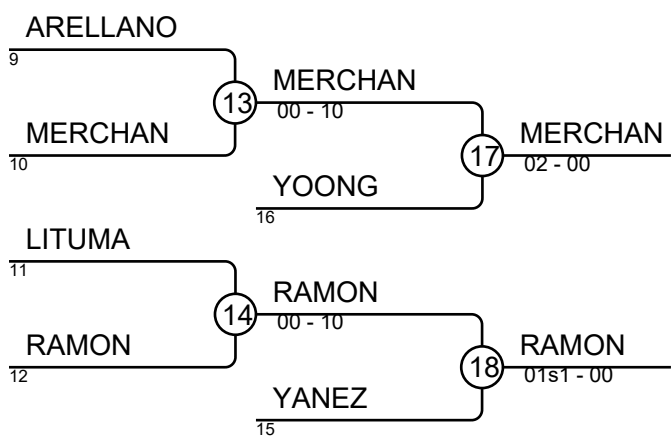 ARELLANO
9
13
MERCHAN
00 - 10
MERCHAN
10
17
MERCHAN
02 - 00
YOONG
16
LITUMA
11
14
RAMON
00 - 10
RAMON
12
18
RAMON
01s1 - 00
YANEZ
15